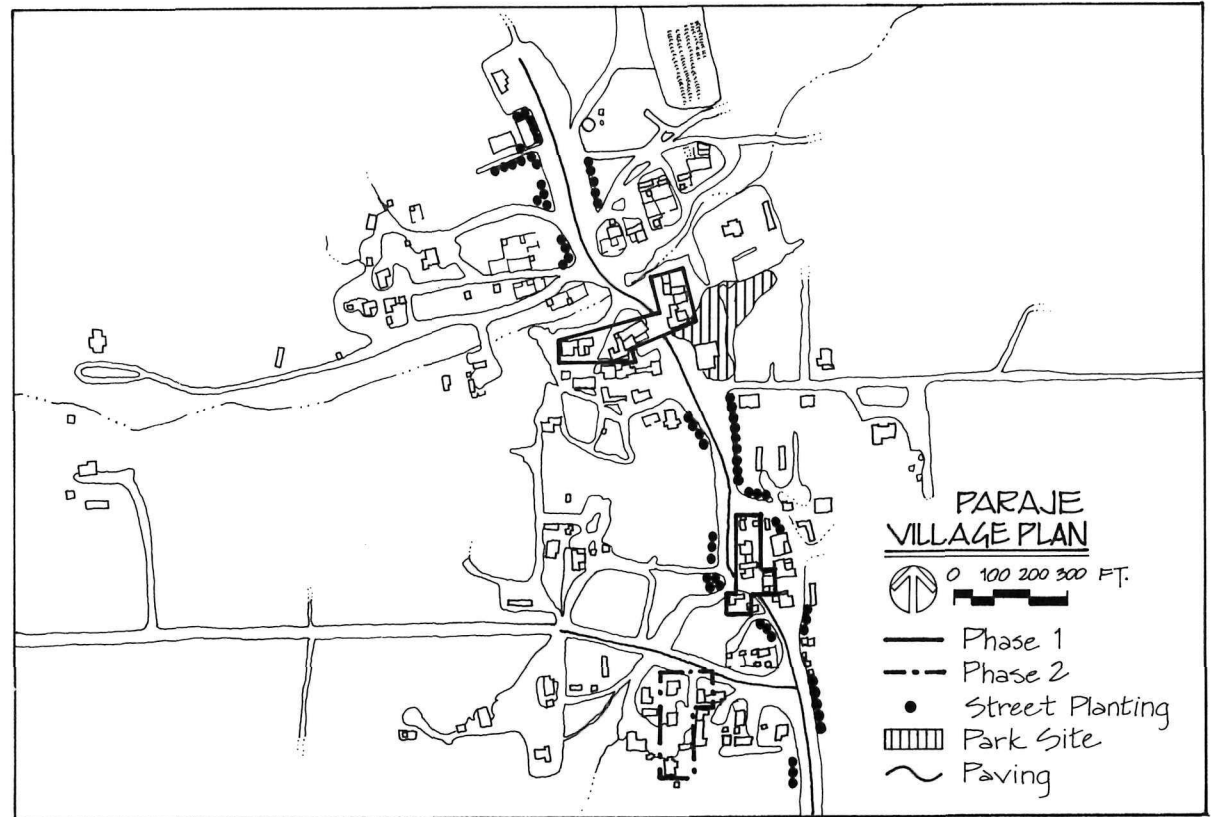 PARAJE
VILLAGE PLAN
0 100 200 300 FT.
Phase 1
Phase 2
Street Planting
Park Site
Paving